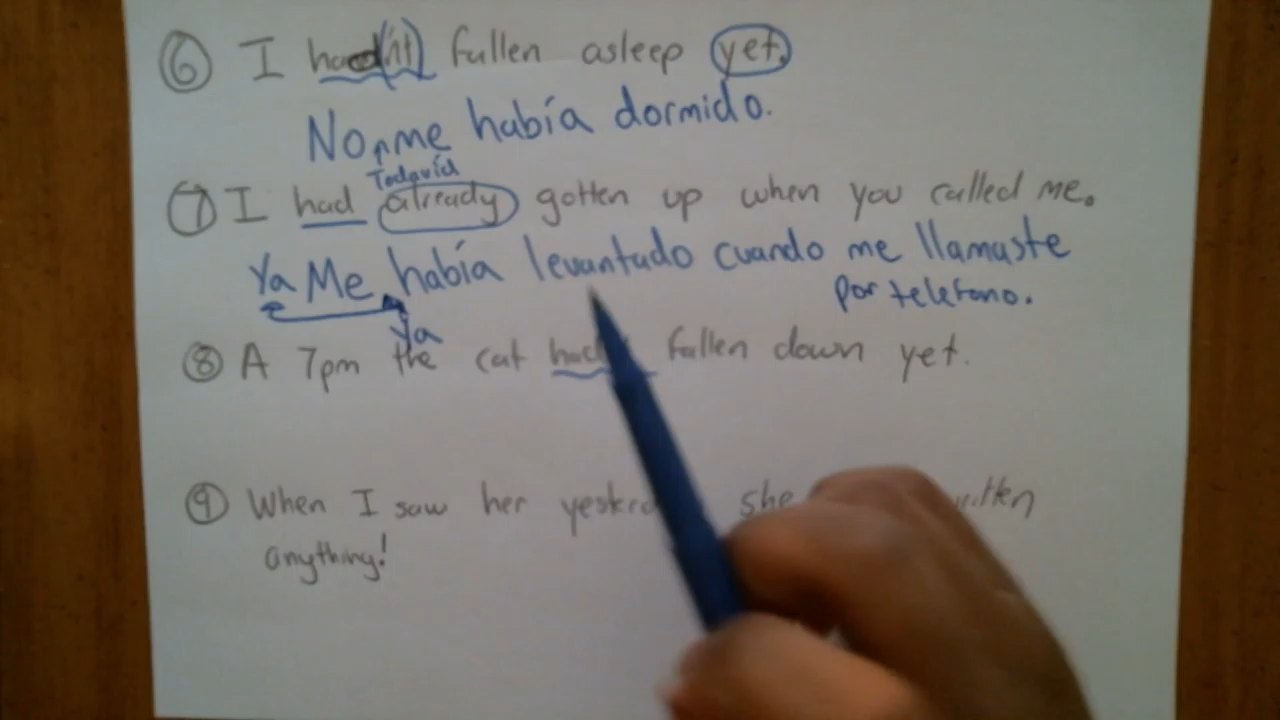 6 I hadn't fallen asleep yet.
No me había dormido.
Todavía
7 I had already gotten up when you called me.
Ya Me había levantado cuando me llamaste
por telefono.
Ya
8 A 7pm the cat fallen down yet.
9 When I saw her she written
anything!